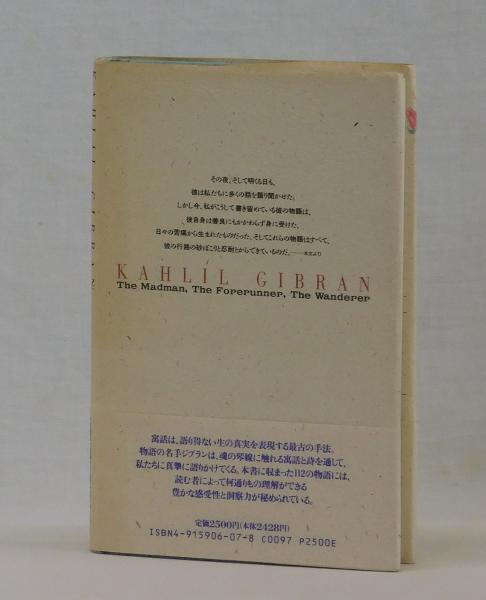 その夜、そして明くる日も、
彼は私たちに多くの話を語り聞かせた。
しかし今、私がこうして書き留めている彼の物語は、
彼自身は善良にもかかわらず身に受けた、
日々の苦痛から生まれたものだった。そしてこれらの物語はすべて、
彼の行路の砂ぼこりと忍耐とからできているのだ。——本文より
KAHLIL GIBRAN
The Madman, The Forerunner, The Wanderer
寓話は、語り得ない生の真実を表現する最古の手法。
物語の名手ジブランは、魂の琴線に触れる寓話と詩を通して、
私たちに真摯に語りかけてくる。本書に収まった112の物語には、
読む者によって何通りもの理解ができる
豊かな感受性と洞察力が秘められている。
定価2500円(本体2428円)
ISBN4-915906-07-8 C0097 P2500E